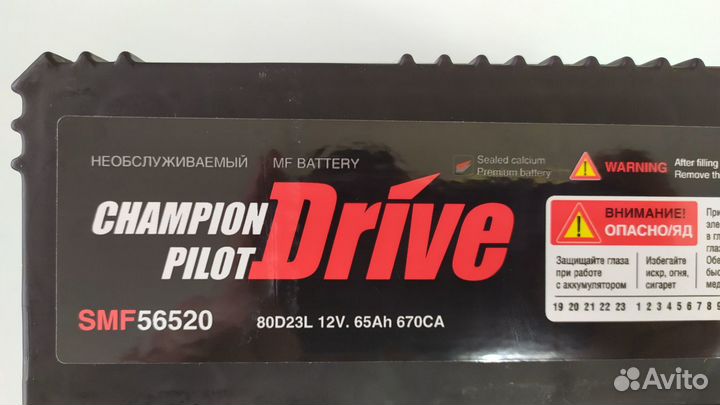 НЕОБСЛУЖИВАЕМЫЙ MF BATTERY
Sealed calcium
Premium battery
WARNING After filling
Remove the
CHAMPION
PILOT
Drive
ВНИМАНИЕ!
ОПАСНО/ЯД
Защищайте глаза
при работе
с аккумулятором
Избегайте
искр, огня,
сигарет
SMF56520
80D23L 12V. 65Ah 670CA
19 20 21 22 23 1 2 3 4 5 6 7 8
Avito